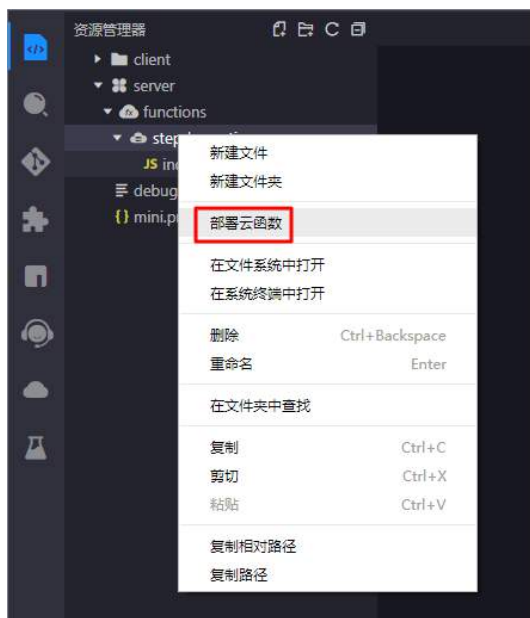 资源管理器
client
server
functions
JS
debug
{} mini.p
新建文件
新建文件夹
部署云函数
在文件系统中打开
在系统终端中打开
删除 Ctrl+Backspace
重命名 Enter
在文件夹中查找
复制 Ctrl+C
剪切 Ctrl+X
粘贴 Ctrl+V
复制相对路径
复制路径